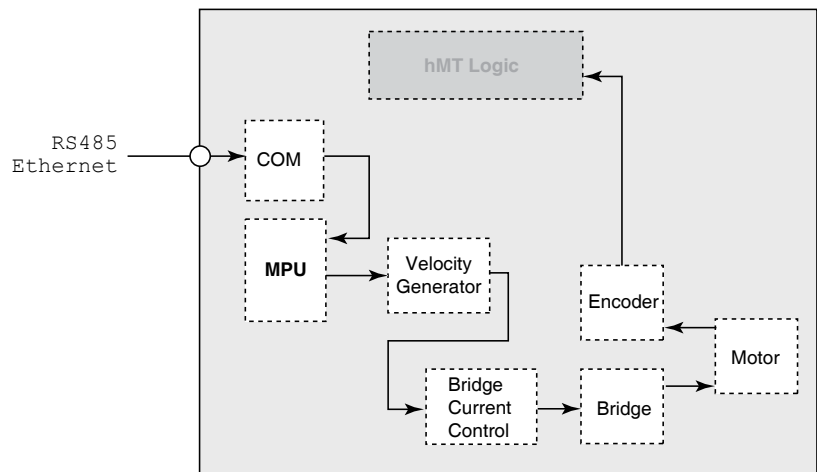 hMT Logic
RS485
Ethernet
COM
MPU
Velocity
Generator
Encoder
Motor
Bridge
Current
Control
Bridge